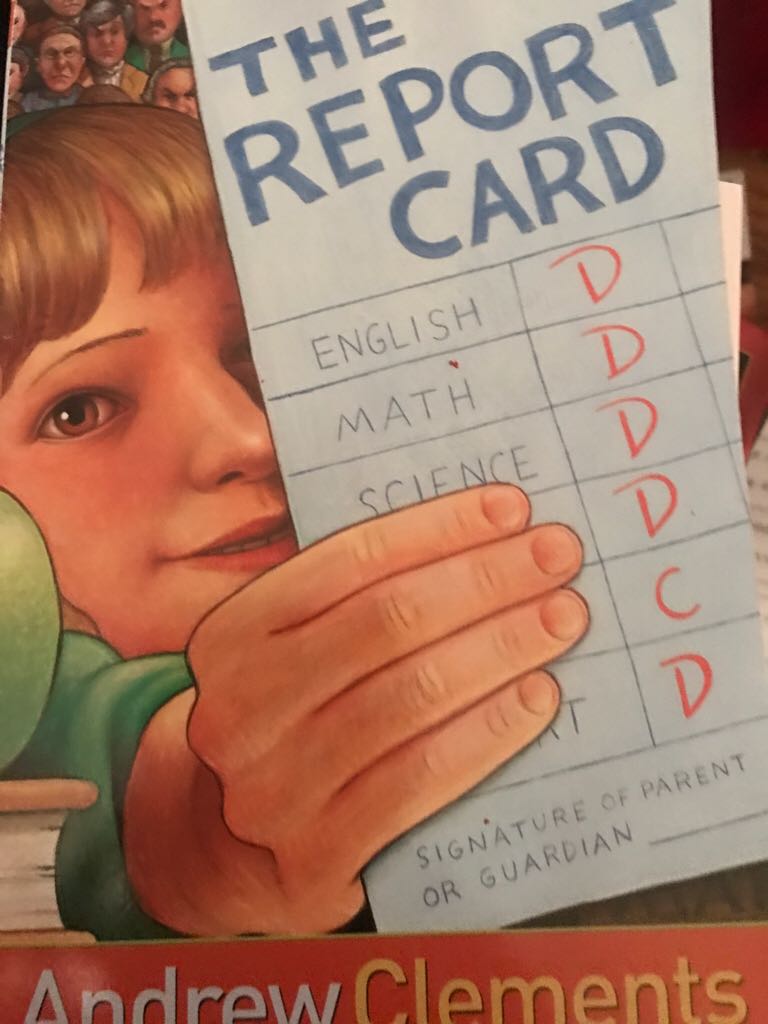 THE
REPORT
CARD
ENGLISH D
MATH D
SCIENCE D
D
C
D
SIGNATURE OF PARENT
OR GUARDIAN
Andrew Clements